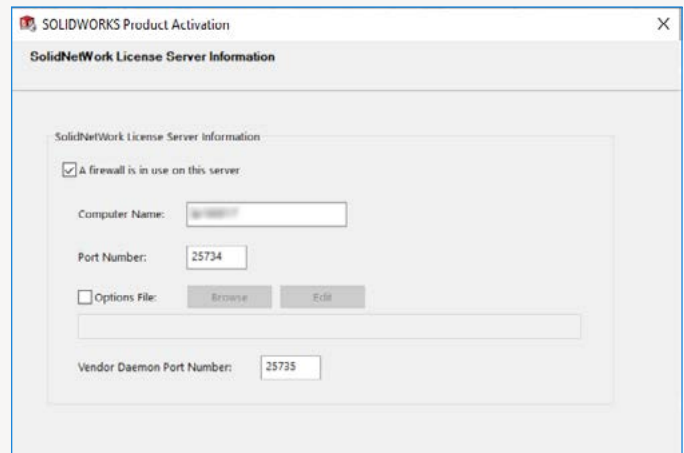 SOLIDWORKS Product Activation
SolidNetWork License Server Information
SolidNetWork License Server Information
A firewall is in use on this server
Computer Name:
Port Number: 25734
Options File: Browse Edit
Vendor Daemon Port Number: 25735